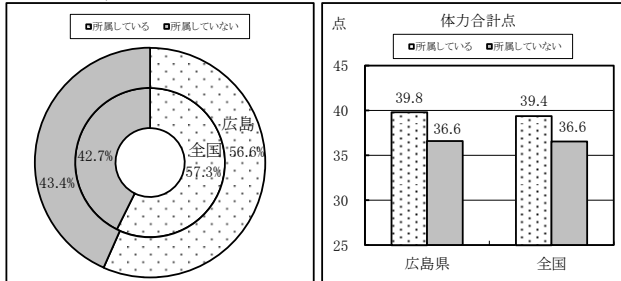 ■所属している ■所属していない
広島
56.6%
全国
57.3%
42.7%
43.4%
点 体力合計点
■所属している ■所属していない
45
40
35
30
25
39.8
36.6
39.4
36.6
広島県 全国